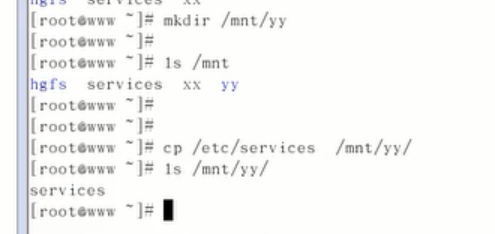 hgfs services xx
[root@www ~]# mkdir /mnt/yy
[root@www ~]#
[root@www ~]# ls /mnt
hgfs services xx yy
[root@www ~]#
[root@www ~]#
[root@www ~]# cp /etc/services /mnt/yy/
[root@www ~]# ls /mnt/yy/
services
[root@www ~]#